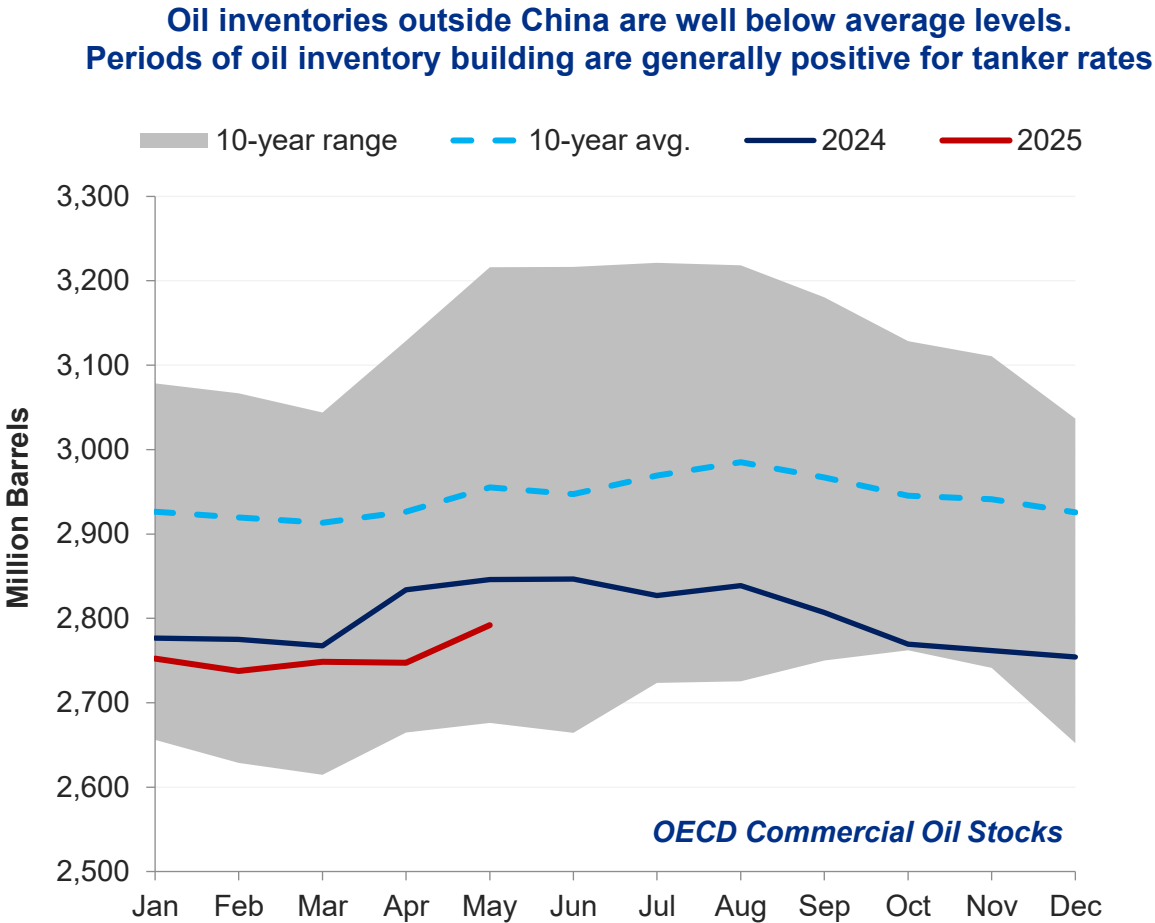 Oil inventories outside China are well below average levels.
Periods of oil inventory building are generally positive for tanker rates
10-year range 10-year avg. 2024 2025
3,300
3,200
3,100
3,000
2,900
2,800
2,700
2,600
2,500
Million Barrels
OECD Commercial Oil Stocks
Jan Feb Mar Apr May Jun Jul Aug Sep Oct Nov Dec